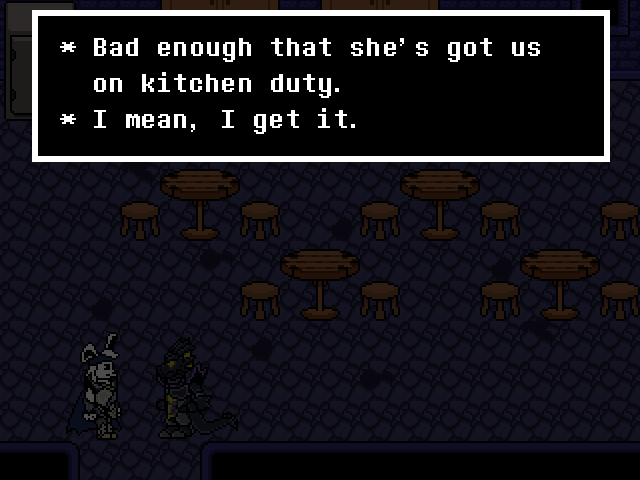 * Bad enough that she's got us
on kitchen duty.
* I mean, I get it.